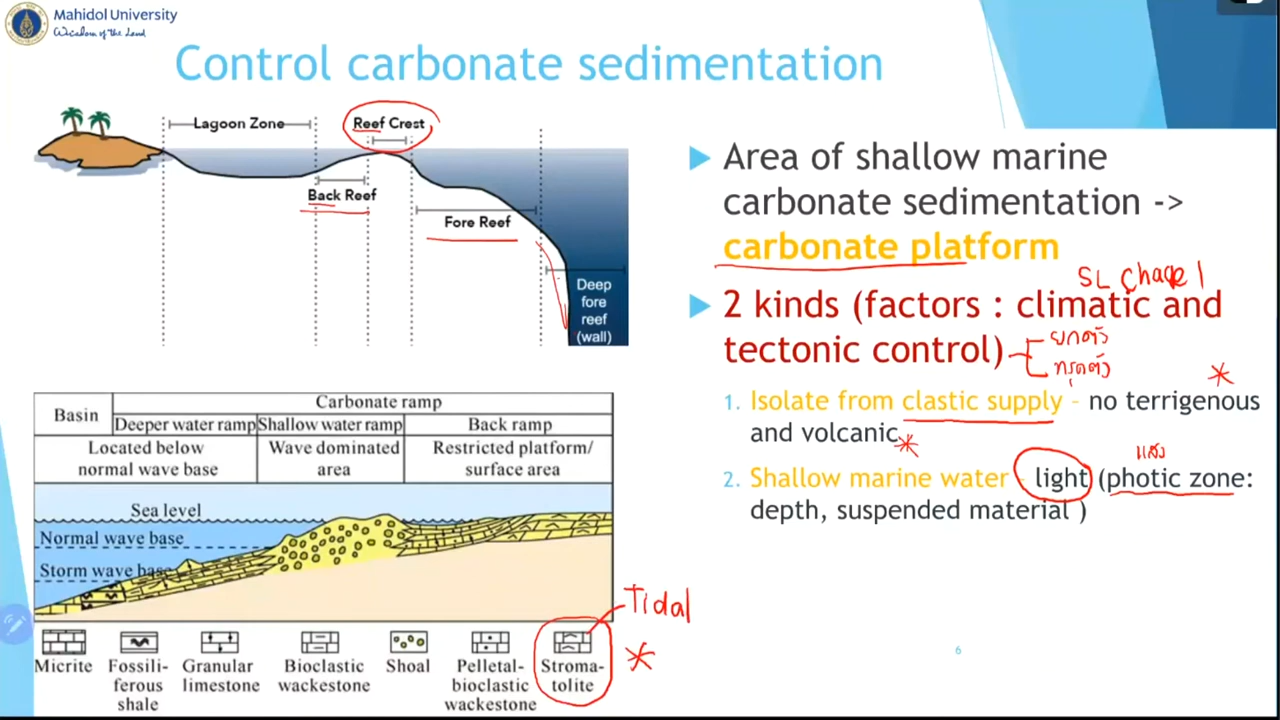 Mahidol University
Wisdom of the Land
Control carbonate sedimentation
Lagoon Zone
Reef Crest
Back Reef
Fore Reef
Deep
fore
reef
(wall)
Area of shallow marine
carbonate sedimentation ->
carbonate platform
SL chage
2 kinds (factors : climatic and
tectonic control)
ยกตัว
ทรุดตัว
1. Isolate from clastic supply - no terrigenous
and volcanic
แสง
2. Shallow marine water - light (photic zone:
depth, suspended material )
Basin
Carbonate ramp
Deeper water ramp
Shallow water ramp
Back ramp
Located below
normal wave base
Wave dominated
area
Restricted platform/
surface area
Sea level
Normal wave base
Storm wave base
Tidal
Micrite
Fossili-
ferous
shale
Granular
limestone
Bioclastic
wackestone
Shoal
Pelletal-
bioclastic
wackestone
Stroma-
tolite
6